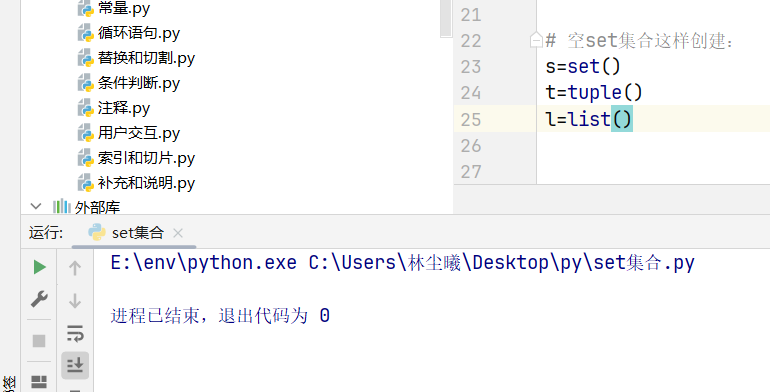 常量.py
循环语句.py
替换和切割.py
条件判断.py
注释.py
用户交互.py
索引和切片.py
补充和说明.py
外部库
21
22 # 空set集合这样创建:
23 s=set()
24 t=tuple()
25 l=list()
26
27
运行: set集合
E:\env\python.exe C:\Users\林尘曦\Desktop\py\set集合.py
进程已结束，退出代码为 0